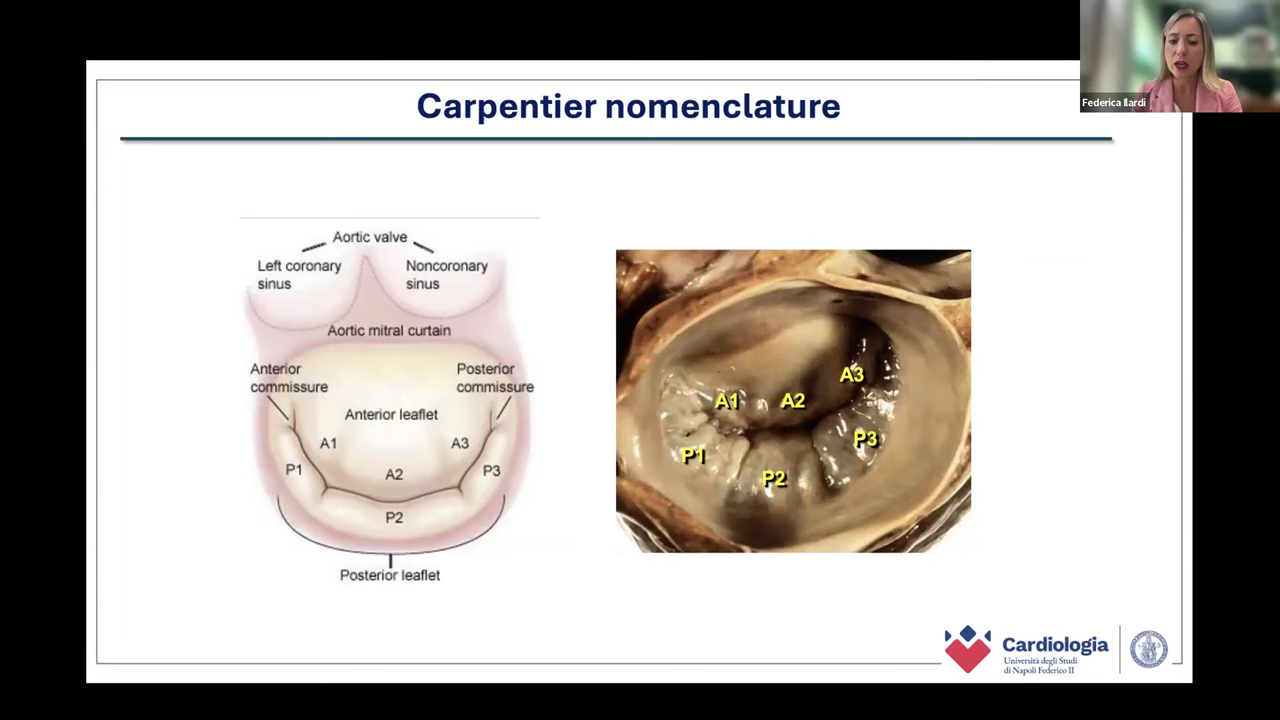 Federica Ilardi
Carpentier nomenclature
Aortic valve
Left coronary
sinus
Noncoronary
sinus
Aortic mitral curtain
Anterior
commissure
Posterior
commissure
Anterior leaflet
A1
A3
P1
A2
P3
P2
Posterior leaflet
A1
A2
A3
P1
P2
P3
Cardiologia
Università degli Studi
di Napoli Federico II